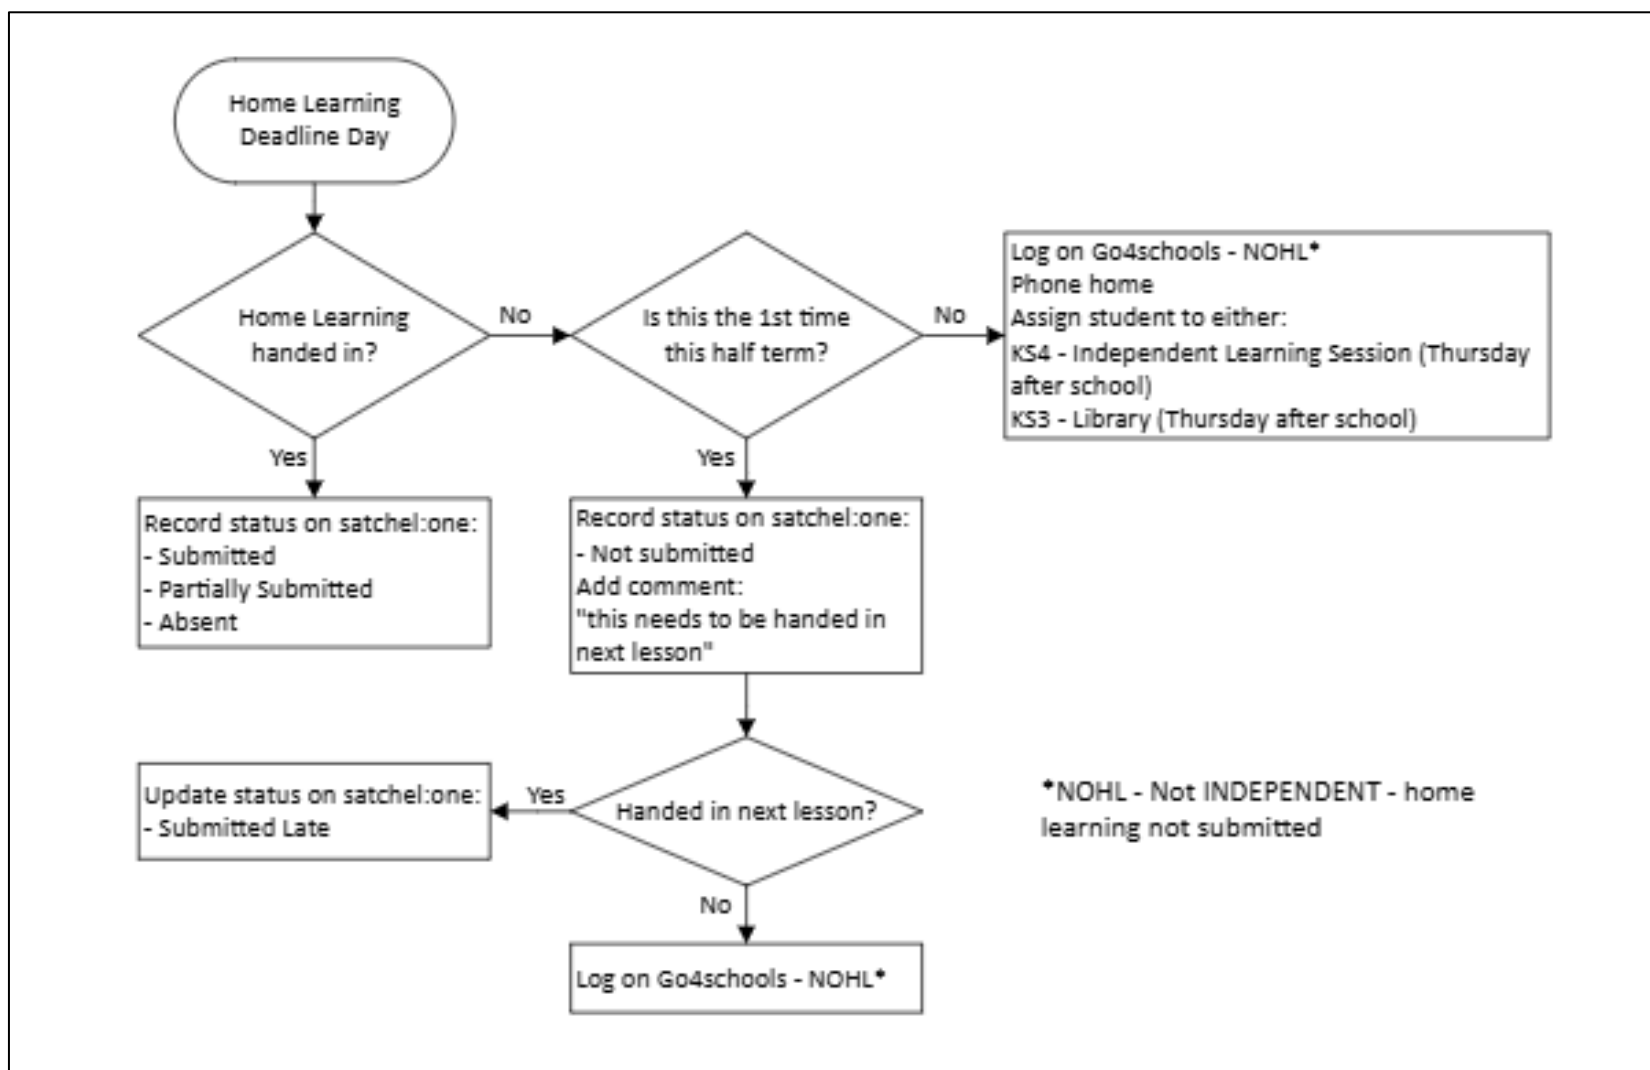 Home Learning
Deadline Day
Home Learning
handed in?
No
Is this the 1st time
this half term?
No
Log on Go4schools - NOHL*
Phone home
Assign student to either:
KS4 - Independent Learning Session (Thursday
after school)
KS3 - Library (Thursday after school)
Yes
Yes
Record status on satchel:one:
- Submitted
- Partially Submitted
- Absent
Record status on satchel:one:
- Not submitted
Add comment:
"this needs to be handed in
next lesson"
Update status on satchel:one:
- Submitted Late
Yes
Handed in next lesson?
*NOHL - Not INDEPENDENT - home
learning not submitted
No
Log on Go4schools - NOHL*